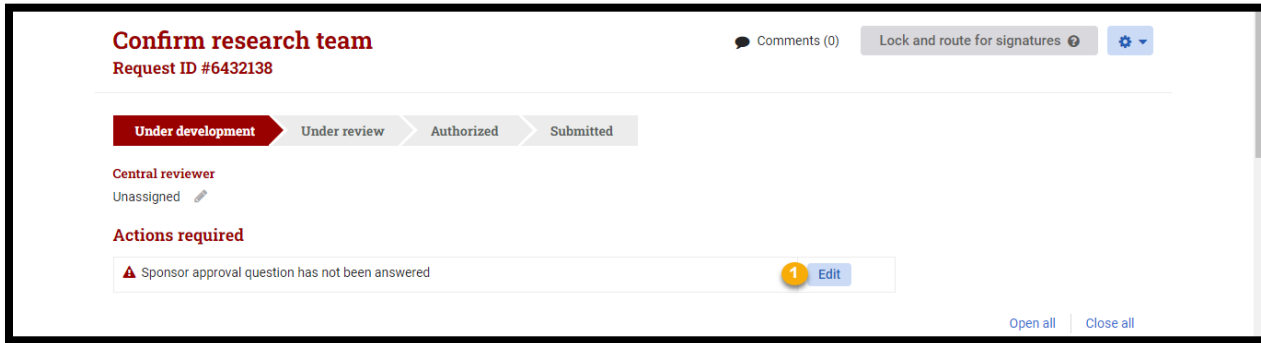 Confirm research team
Comments (0)
Lock and route for signatures
Request ID #6432138
Under development
Under review
Authorized
Submitted
Central reviewer
Unassigned
Actions required
Sponsor approval question has not been answered
1
Edit
Open all
Close all